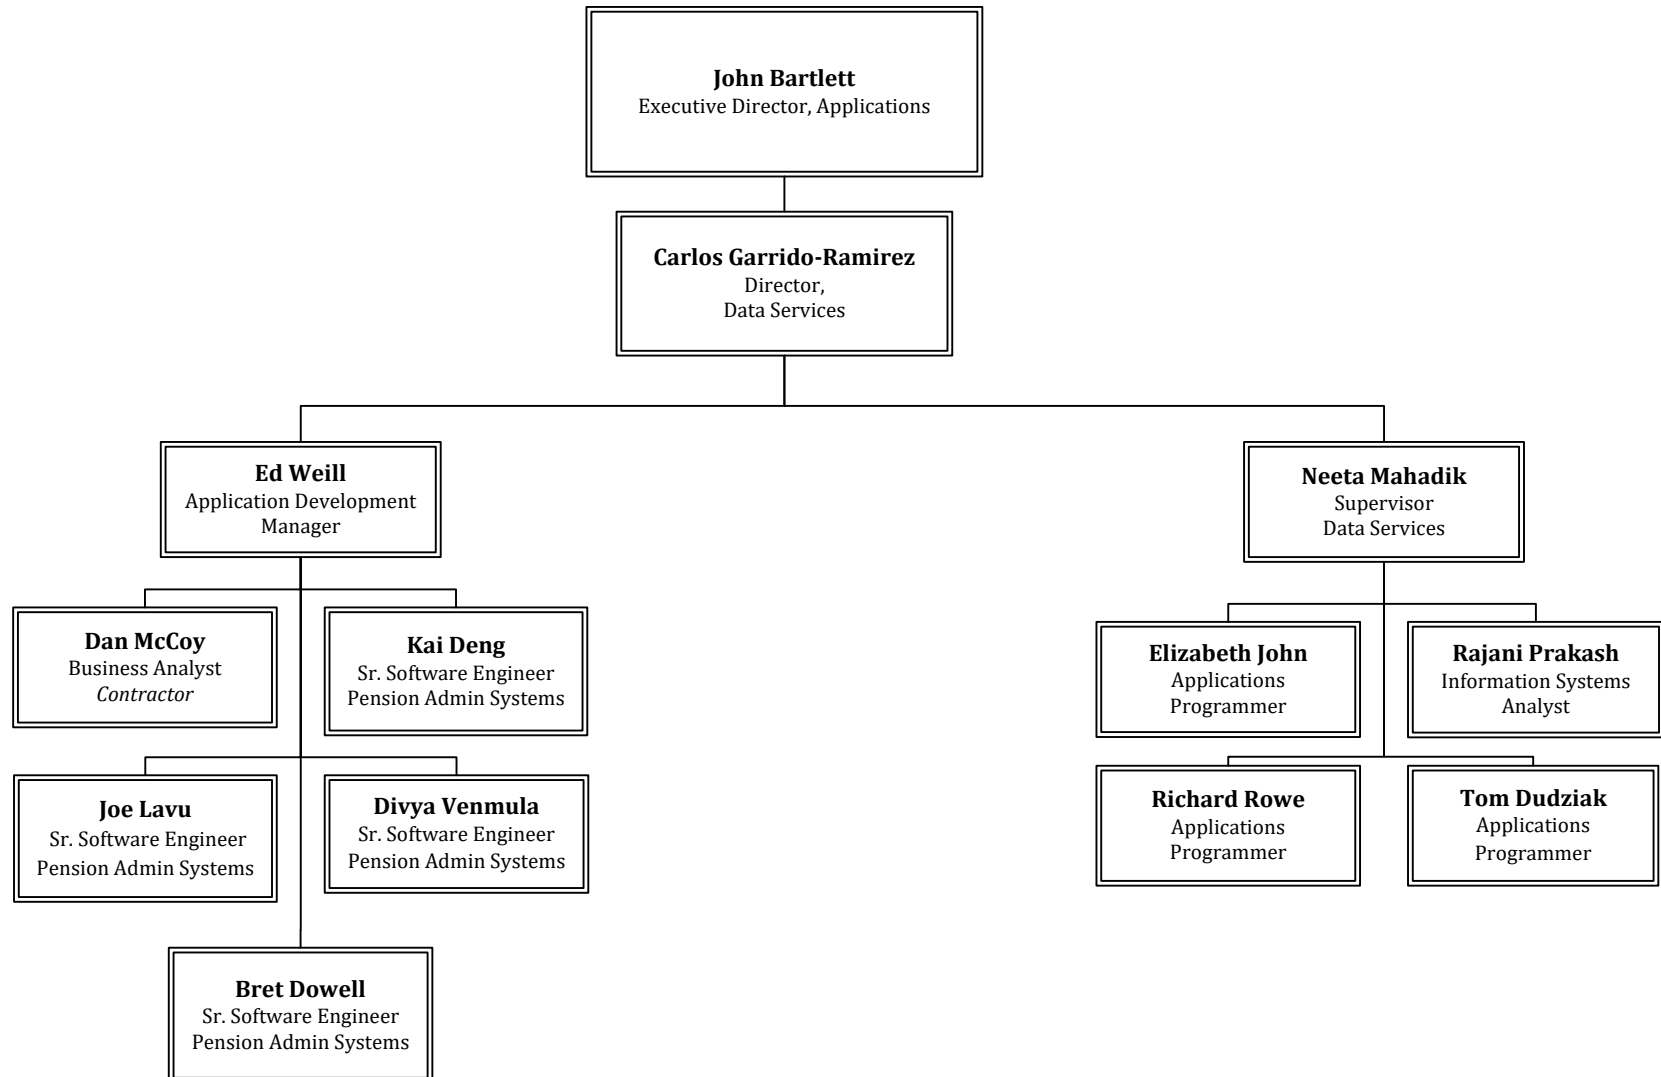 John Bartlett
Executive Director, Applications
Carlos Garrido-Ramirez
Director,
Data Services
Ed Weill
Application Development
Manager
Neeta Mahadik
Supervisor
Data Services
Dan McCoy
Business Analyst
Contractor
Kai Deng
Sr. Software Engineer
Pension Admin Systems
Elizabeth John
Applications
Programmer
Rajani Prakash
Information Systems
Analyst
Joe Lavu
Sr. Software Engineer
Pension Admin Systems
Divya Venmula
Sr. Software Engineer
Pension Admin Systems
Richard Rowe
Applications
Programmer
Tom Dudziak
Applications
Programmer
Bret Dowell
Sr. Software Engineer
Pension Admin Systems